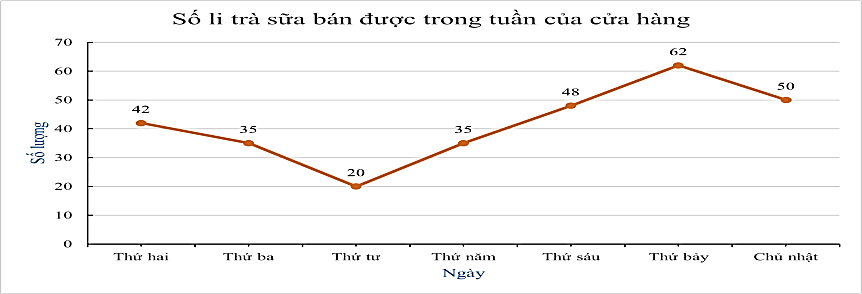 Số li trà sữa bán được trong tuần của cửa hàng
70
60
50
40
30
20
10
0
Số lượng
42
35
20
35
48
62
50
Thứ hai
Thứ ba
Thứ tư
Thứ năm
Thứ sáu
Thứ bảy
Chủ nhật
Ngày